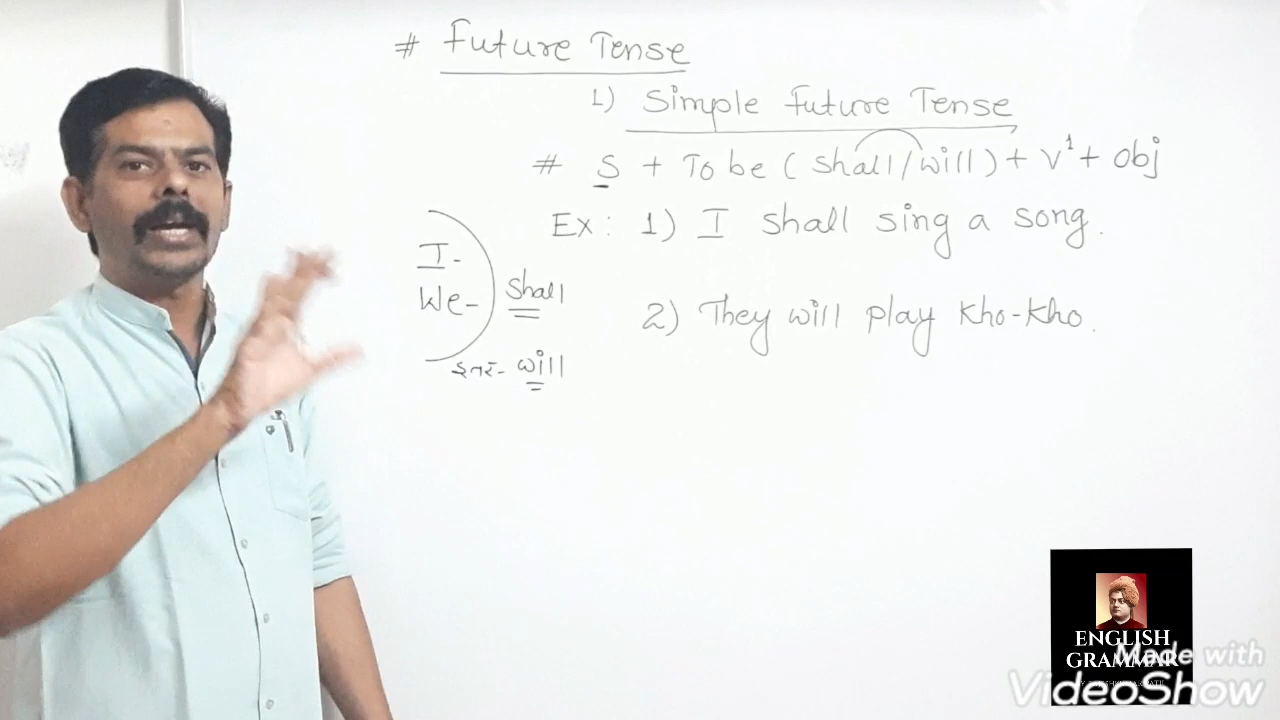 # Future Tense
1) Simple Future Tense
# S + To be (shall/will) + V¹ + obj
Ex: 1) I shall sing a song.
I-
We-
shall
2) They will play Kho-Kho.
इतर- will
ENGLISH
GRAMMAR
Made with
VideoShow